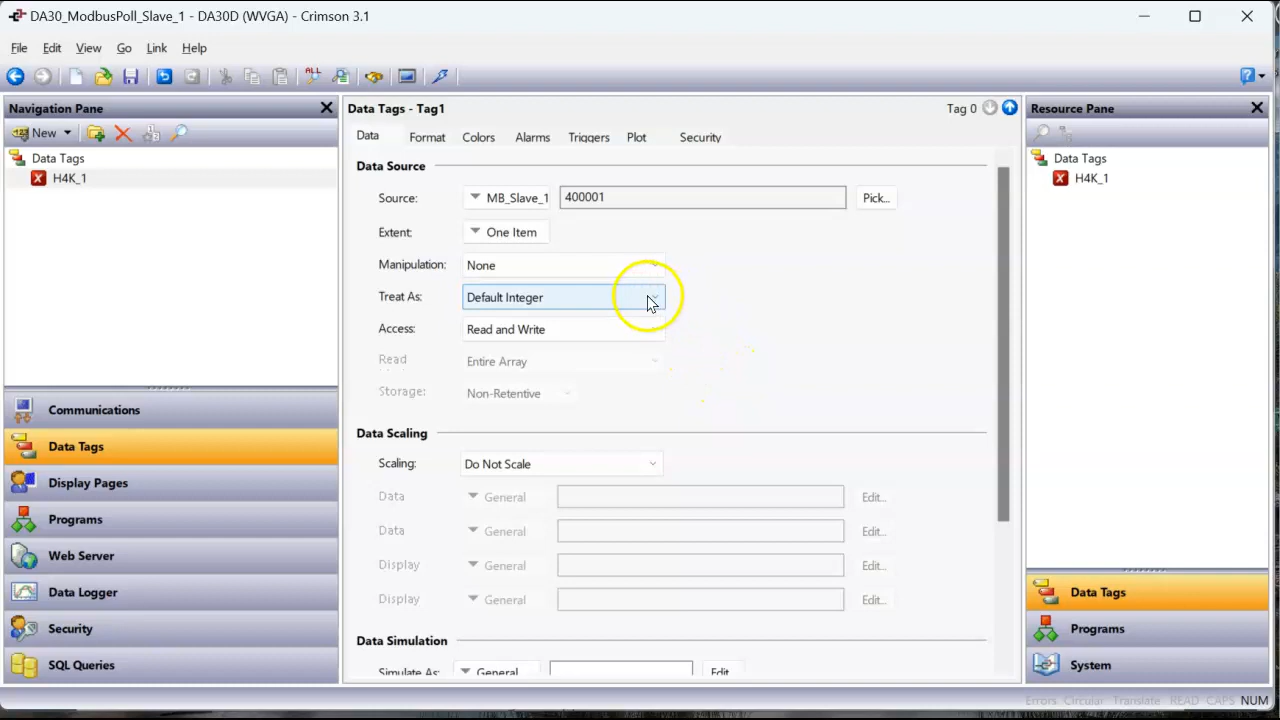 DA30_ModbusPoll_Slave_1 - DA30D (WVGA) - Crimson 3.1
File Edit View Go Link Help
ALL
Navigation Pane
New
Data Tags
H4K_1
Communications
Data Tags
Display Pages
Programs
Web Server
Data Logger
Security
SQL Queries
Data Tags - Tag1 Tag 0
Data Format Colors Alarms Triggers Plot Security
Data Source
Source: MB_Slave_1 400001 Pick...
Extent: One Item
Manipulation: None
Treat As: Default Integer
Access: Read and Write
Read Entire Array
Storage: Non-Retentive
Data Scaling
Scaling: Do Not Scale
Data General Edit...
Data General Edit...
Display General Edit...
Display General Edit...
Data Simulation
Simulate As: General Edit
Resource Pane
Data Tags
H4K_1
Data Tags
Programs
System
Errors Circular Translate READ CAPS NUM